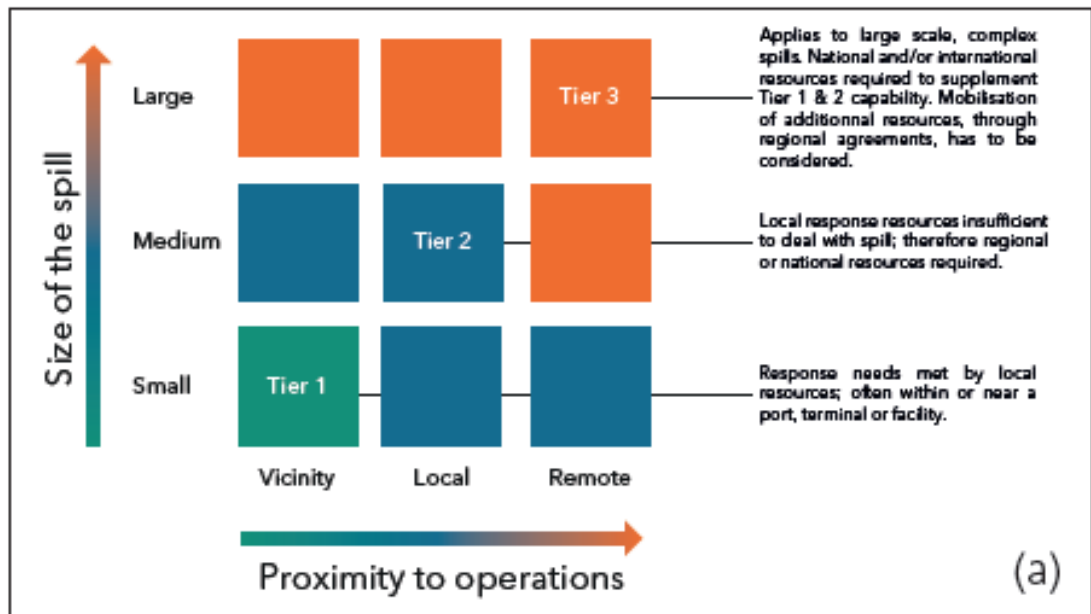 Size of the spill
Large
Tier 3
Applies to large scale, complex
spills. National and/or international
resources required to supplement
Tier 1 & 2 capability. Mobilisation
of additionnal resources, through
regional agreements, has to be
considered.
Medium
Tier 2
Local response resources insufficient
to deal with spill; therefore regional
or national resources required.
Small
Tier 1
Response needs met by local
resources; often within or near a
port, terminal or facility.
Vicinity
Local
Remote
Proximity to operations
(a)